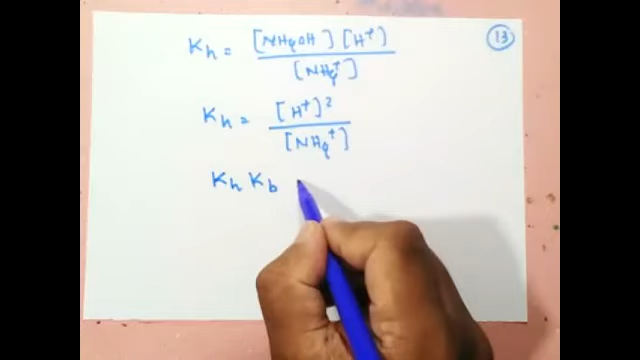 Kh = [NH4OH] [H+] / [NH4+]
13
Kh = [H+]2 / [NH4+]
Kh Kb